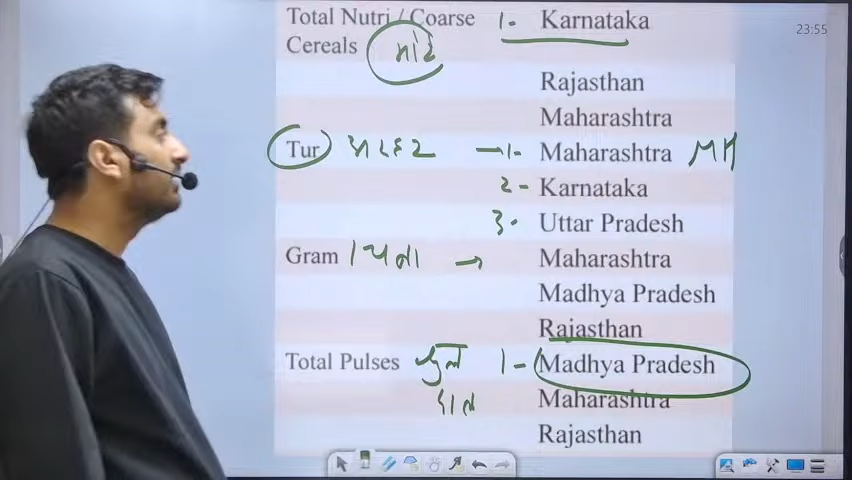 23:55
Total Nutri / Coarse 1- Karnataka
Cereals मोटे
Rajasthan
Maharashtra
Tur अरहर → 1- Maharashtra MH
2- Karnataka
3- Uttar Pradesh
Gram चना → Maharashtra
Madhya Pradesh
Rajasthan
Total Pulses कुल 1- Madhya Pradesh
Maharashtra
Rajasthan